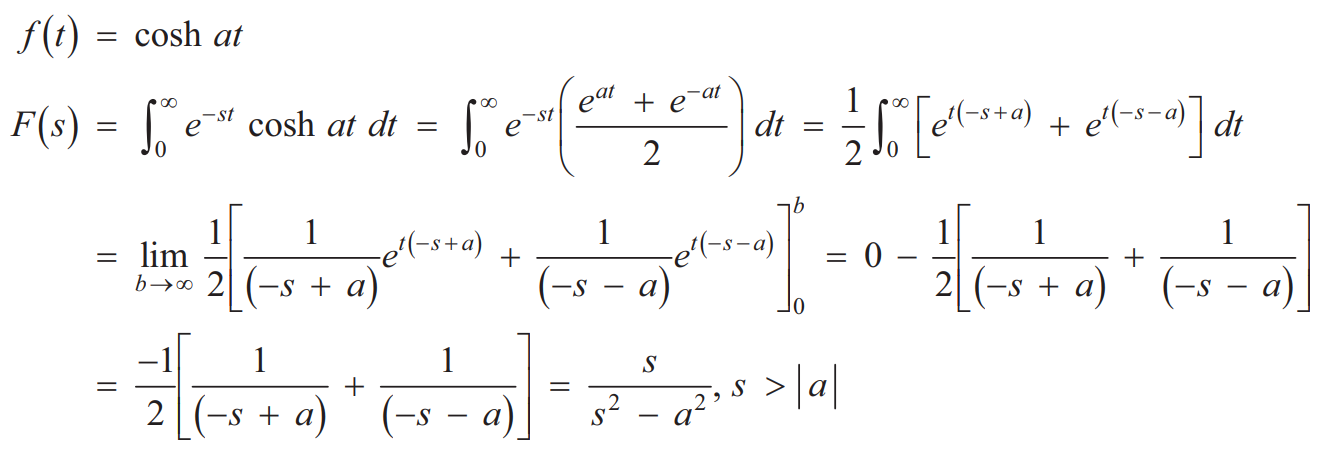 f(t) = cosh at
F(s) = ∫₀^∞ e^{-st} cosh at dt = ∫₀^∞ e^{-st} ( (e^{at} + e^{-at}) / 2 ) dt = 1/2 ∫₀^∞ [ e^{t(-s+a)} + e^{t(-s-a)} ] dt
= lim_{b→∞} 1/2 [ 1/(-s + a) e^{t(-s+a)} + 1/(-s - a) e^{t(-s-a)} ]₀^b = 0 - 1/2 [ 1/(-s + a) + 1/(-s - a) ]
= -1/2 [ 1/(-s + a) + 1/(-s - a) ] = s/(s² - a²), s > |a|